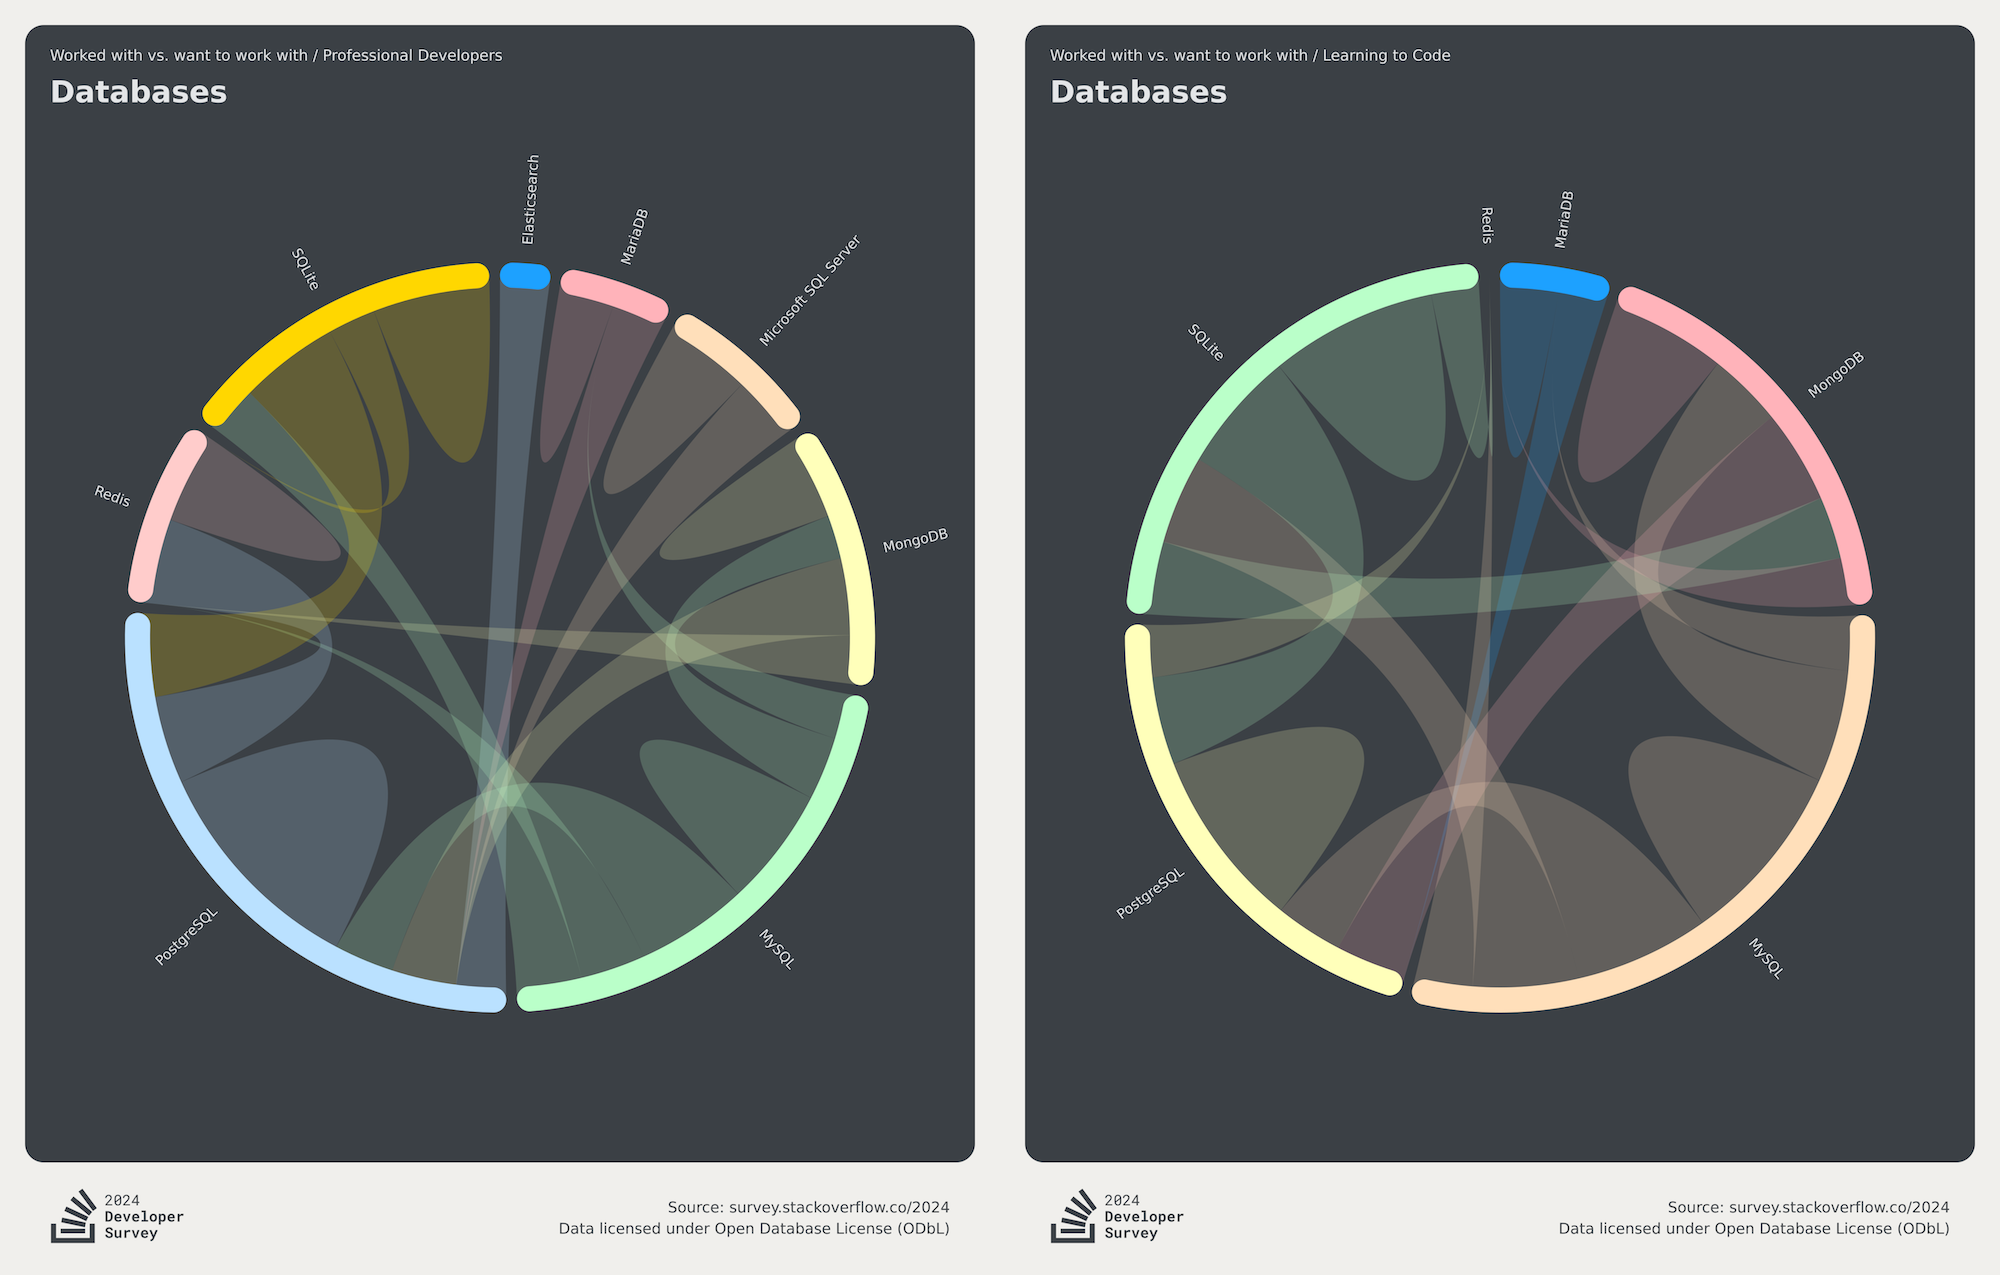 Worked with vs. want to work with / Professional Developers
Databases
Elasticsearch
MariaDB
Microsoft SQL Server
MongoDB
MySQL
PostgreSQL
Redis
SQLite
2024
Developer
Survey
Source: survey.stackoverflow.co/2024
Data licensed under Open Database License (ODbL)
Worked with vs. want to work with / Learning to Code
Databases
Redis
MariaDB
MongoDB
MySQL
PostgreSQL
SQLite
2024
Developer
Survey
Source: survey.stackoverflow.co/2024
Data licensed under Open Database License (ODbL)